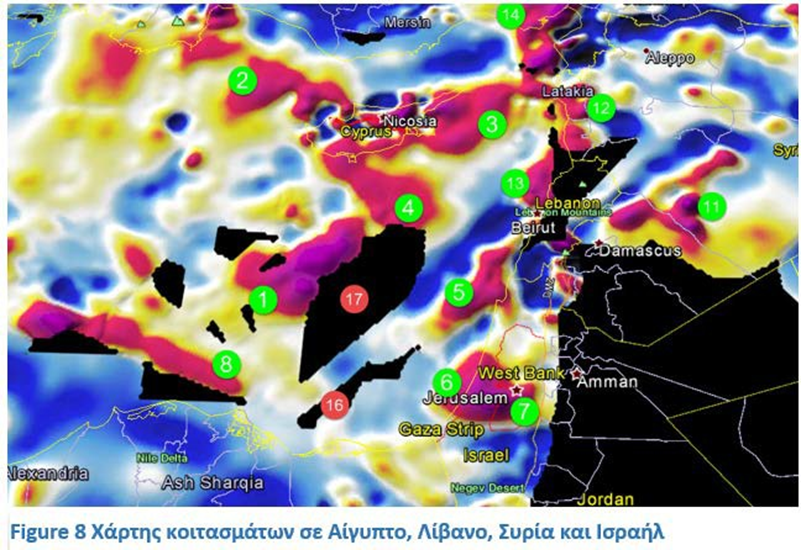 14
Mersin
Aleppo
2
Latakia
12
Nicosia
Cyprus
3
Syri
13
Lebanon
11
4
Lebanon Mountains
Beirut
Damascus
DMZ
1
17
5
8
6
West Bank
Amman
16
Jerusalem
7
Gaza Strip
Nile Delta
Israel
Alexandria
Ash Sharqia
Negev Desert
Jordan
Figure 8 Χάρτης κοιτασμάτων σε Αίγυπτο, Λίβανο, Συρία και Ισραήλ